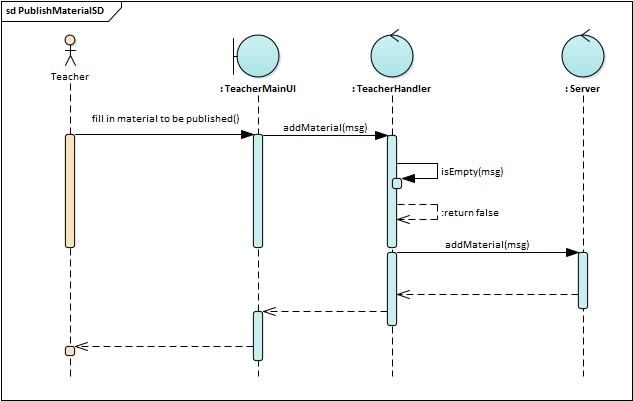 sd PublishMaterialSD
Teacher
: TeacherMainUI
: TeacherHandler
: Server
fill in material to be published()
addMaterial(msg)
isEmpty(msg)
:return false
addMaterial(msg)